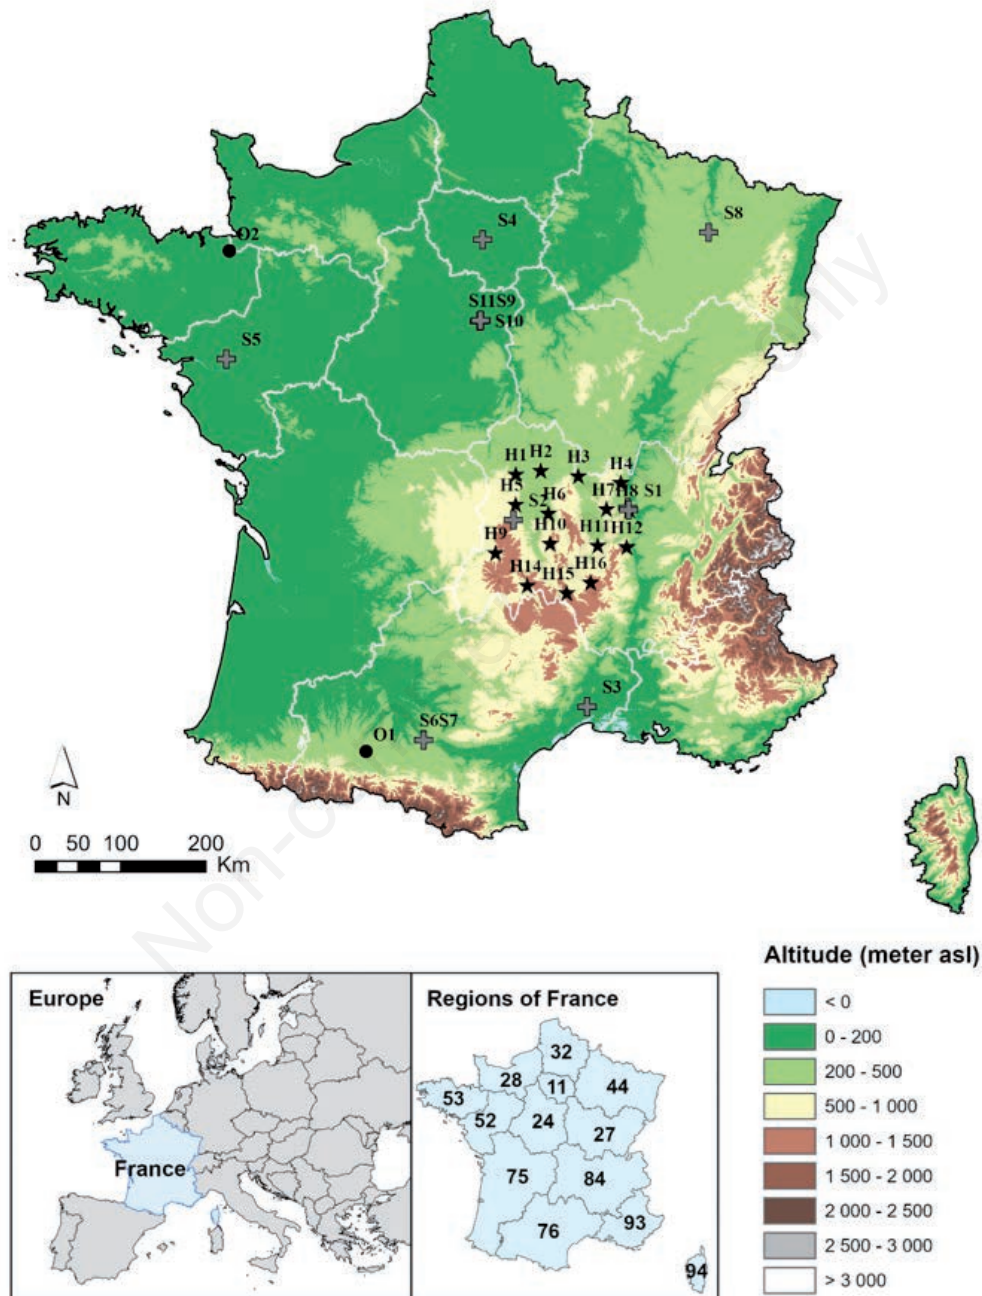 S4
S8
O2
S11S9
S10
S5
H1 H2 H3 H4
H5 S2 H6 H7 H8 S1
H9 H10 H11 H12
H14 H15 H16
S3
S6S7
O1
N
0 50 100 200
Km
Altitude (meter asl)
< 0
0 - 200
200 - 500
500 - 1 000
1 000 - 1 500
1 500 - 2 000
2 000 - 2 500
2 500 - 3 000
> 3 000
Europe
France
Regions of France
32
28 11 44
53
52 24 27
75 84
76 93
94